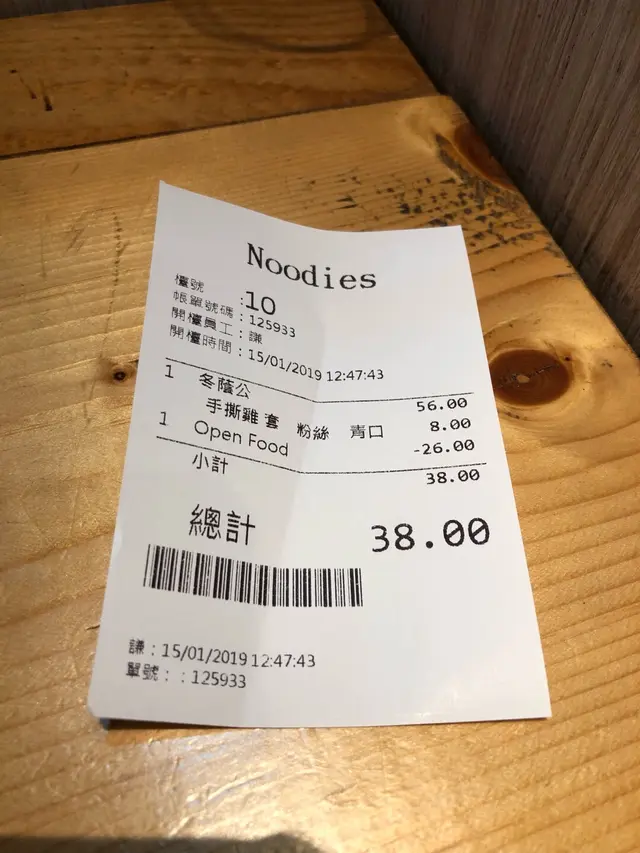 Noodies
檯號 :10
帳單號碼 : 125933
開檯員工 : 謙
開檯時間 : 15/01/2019 12:47:43
1 冬蔭公 56.00
手撕雞 套 粉絲 青口 8.00
1 Open Food -26.00
小計 38.00
總計 38.00
謙 : 15/01/2019 12:47:43
單號 : : 125933